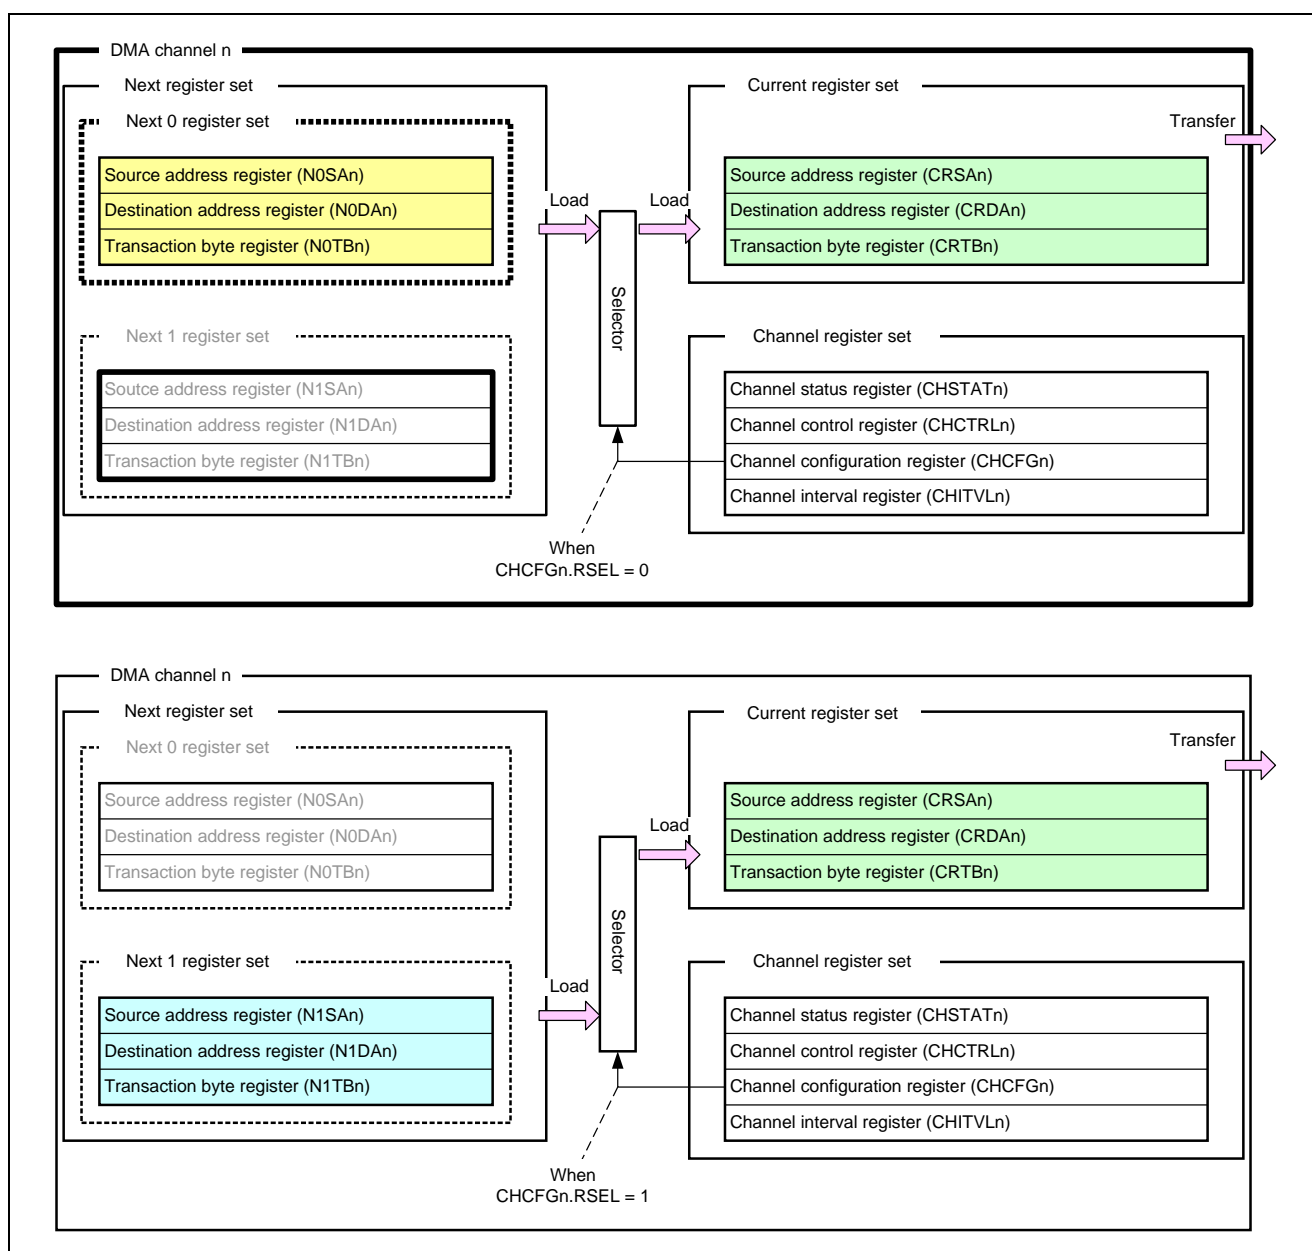 DMA channel n
Next register set
Next 0 register set
Source address register (N0SAn)
Destination address register (N0DAn)
Transaction byte register (N0TBn)
Next 1 register set
Soutce address register (N1SAn)
Destination address register (N1DAn)
Transaction byte register (N1TBn)
Load
Selector
Load
When
CHCFGn.RSEL = 0
Current register set
Transfer
Source address register (CRSAn)
Destination address register (CRDAn)
Transaction byte register (CRTBn)
Channel register set
Channel status register (CHSTATn)
Channel control register (CHCTRLn)
Channel configuration register (CHCFGn)
Channel interval register (CHITVLn)
DMA channel n
Next register set
Next 0 register set
Source address register (N0SAn)
Destination address register (N0DAn)
Transaction byte register (N0TBn)
Next 1 register set
Source address register (N1SAn)
Destination address register (N1DAn)
Transaction byte register (N1TBn)
Load
Selector
Load
When
CHCFGn.RSEL = 1
Current register set
Transfer
Source address register (CRSAn)
Destination address register (CRDAn)
Transaction byte register (CRTBn)
Channel register set
Channel status register (CHSTATn)
Channel control register (CHCTRLn)
Channel configuration register (CHCFGn)
Channel interval register (CHITVLn)